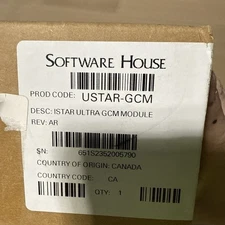 SOFTWARE HOUSE
PROD CODE: USTAR-GCM
DESC: ISTAR ULTRA GCM MODULE
REV: AR
SN: 65152352005790
COUNTRY OF ORIGIN: CANADA
COUNTRY CODE: CA
QTY: 1